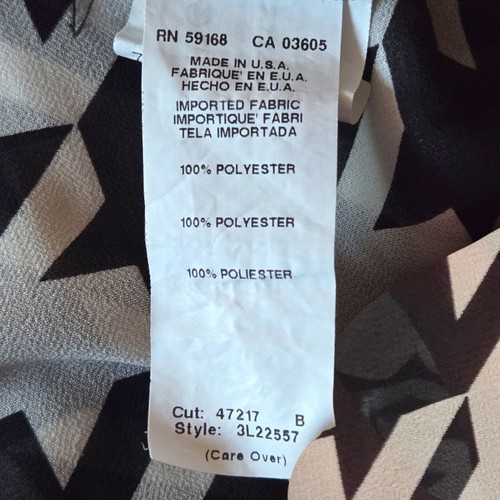 RN 59168 CA 03605
MADE IN U.S.A.
FABRIQUE' EN E.U.A.
HECHO EN E.U.A.
IMPORTED FABRIC
IMPORTIQUE' FABRI
TELA IMPORTADA
100% POLYESTER
100% POLYESTER
100% POLIESTER
Cut: 47217 B
Style: 3L22557
(Care Over)